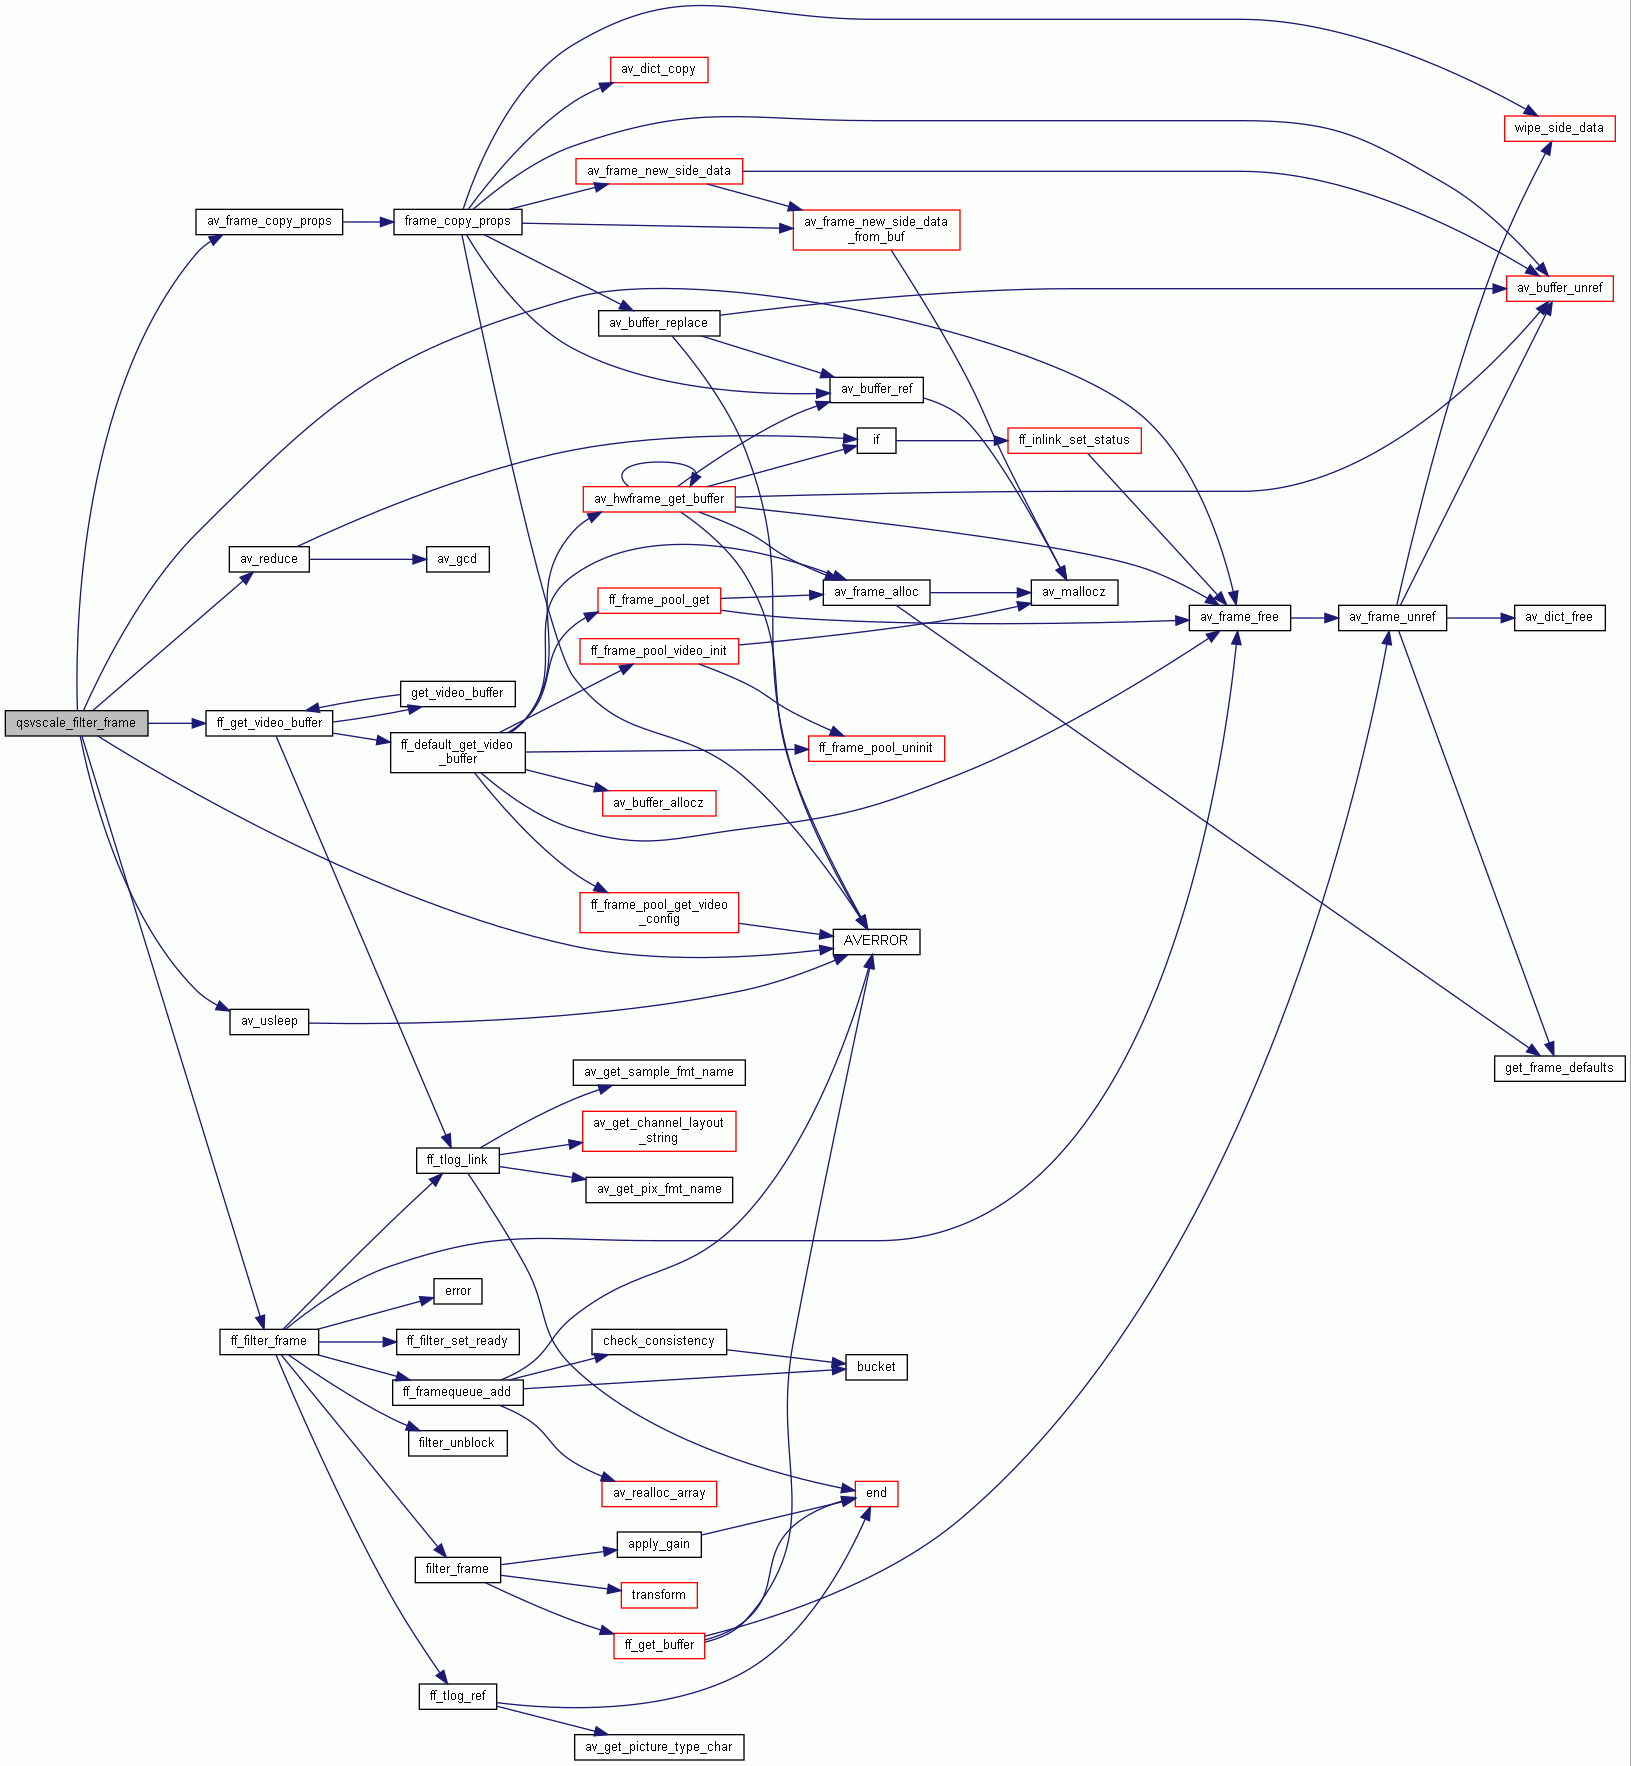 av_dict_copy
wipe_side_data
av_frame_new_side_data
av_frame_copy_props
frame_copy_props
av_frame_new_side_data
_from_buf
av_buffer_unref
av_buffer_replace
av_buffer_ref
if
ff_inlink_set_status
av_hwframe_get_buffer
av_reduce
av_gcd
av_frame_alloc
av_mallocz
ff_frame_pool_get
av_frame_free
av_frame_unref
av_dict_free
ff_frame_pool_video_init
get_video_buffer
qsvscale_filter_frame
ff_get_video_buffer
ff_default_get_video
_buffer
ff_frame_pool_uninit
av_buffer_allocz
ff_frame_pool_get_video
_config
AVERROR
av_usleep
get_frame_defaults
av_get_sample_fmt_name
av_get_channel_layout
_string
ff_tlog_link
av_get_pix_fmt_name
error
ff_filter_frame
ff_filter_set_ready
check_consistency
bucket
ff_framequeue_add
filter_unblock
av_realloc_array
end
apply_gain
filter_frame
transform
ff_get_buffer
ff_tlog_ref
av_get_picture_type_char